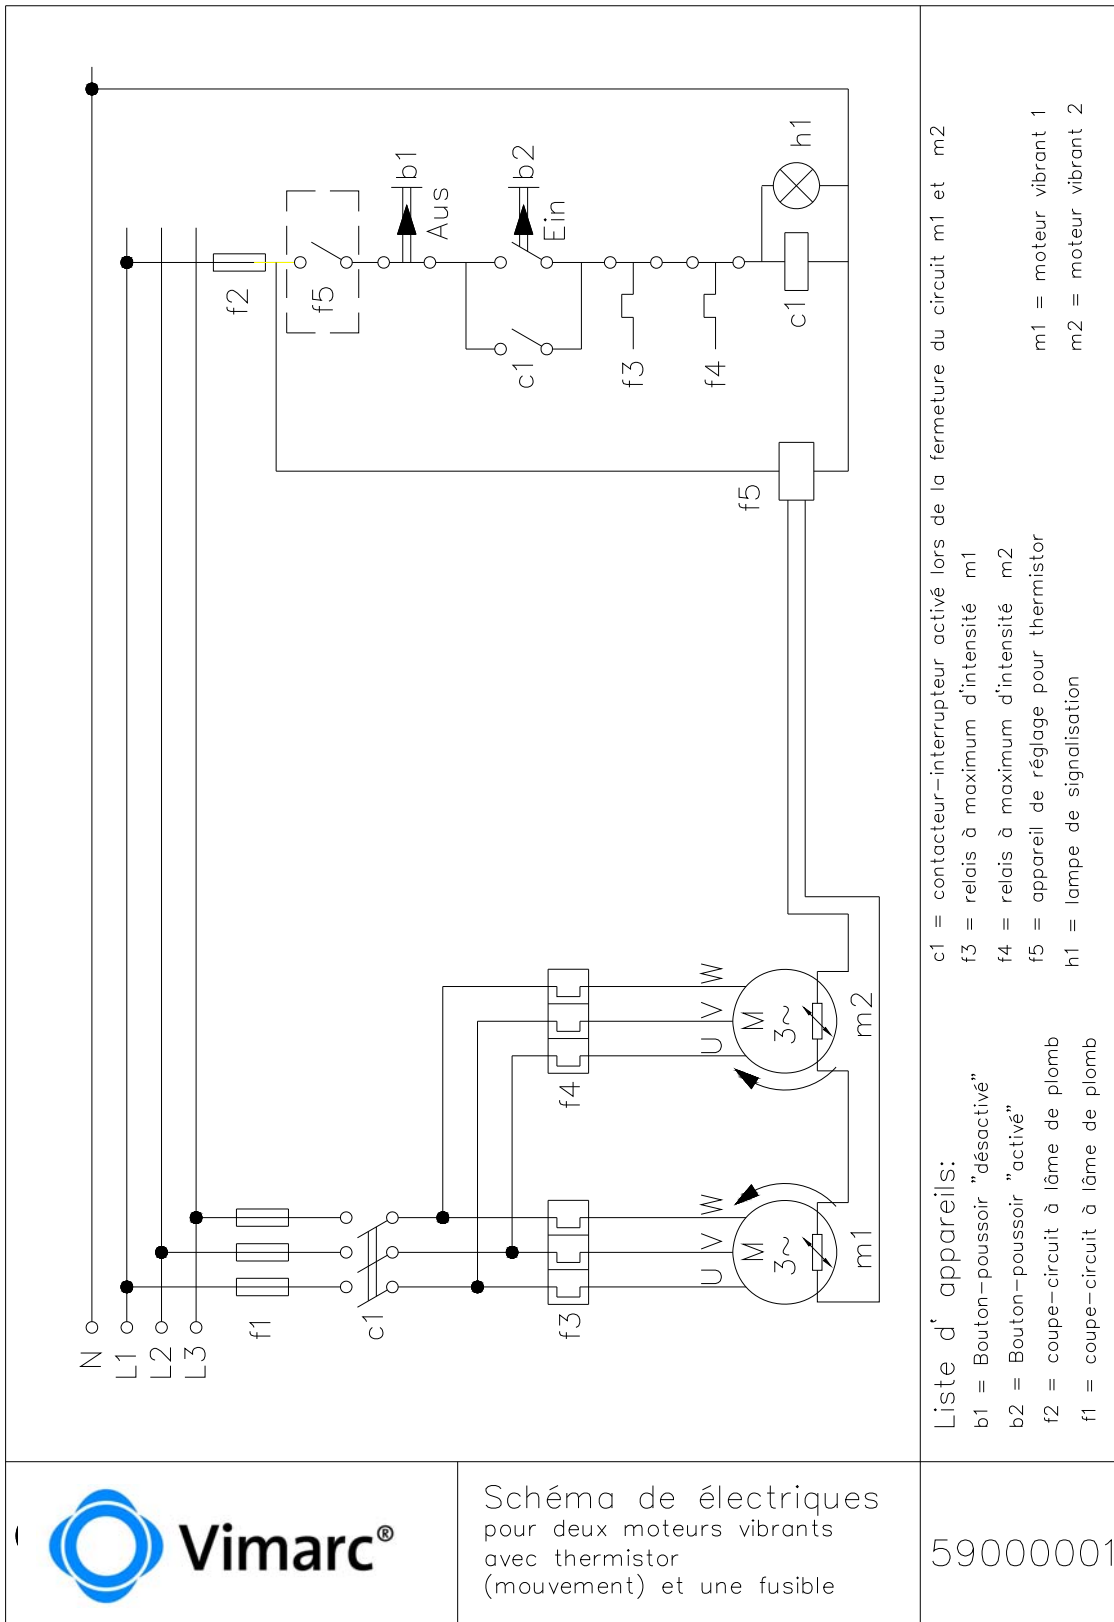 N
L1
L2
L3
f1
c1
f3
f4
U V W
M
3~
m1
U V W
M
3~
m2
f5
f2
f5
b1
Aus
b2
Ein
c1
f3
f4
c1
h1
Liste d' appareils:
b1 = Bouton-poussoir "désactivé"
b2 = Bouton-poussoir "activé"
f2 = coupe-circuit à lâme de plomb
f1 = coupe-circuit à lâme de plomb
c1 = contacteur-interrupteur activé lors de la fermeture du circuit m1 et m2
f3 = relais à maximum d'intensité m1
f4 = relais à maximum d'intensité m2
f5 = appareil de réglage pour thermistor
h1 = lampe de signalisation
m1 = moteur vibrant 1
m2 = moteur vibrant 2
Vimarc®
Schéma de électriques
pour deux moteurs vibrants
avec thermistor
(mouvement) et une fusible
59000001